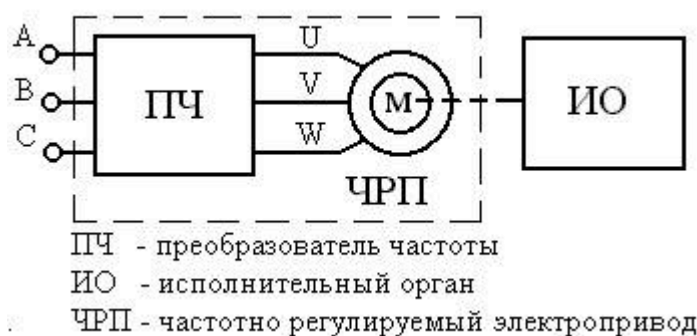 A U
B ПЧ V М ИО
C W
ЧРП
ПЧ - преобразователь частоты
ИО - исполнительный орган
ЧРП - частотно регулируемый электропривод